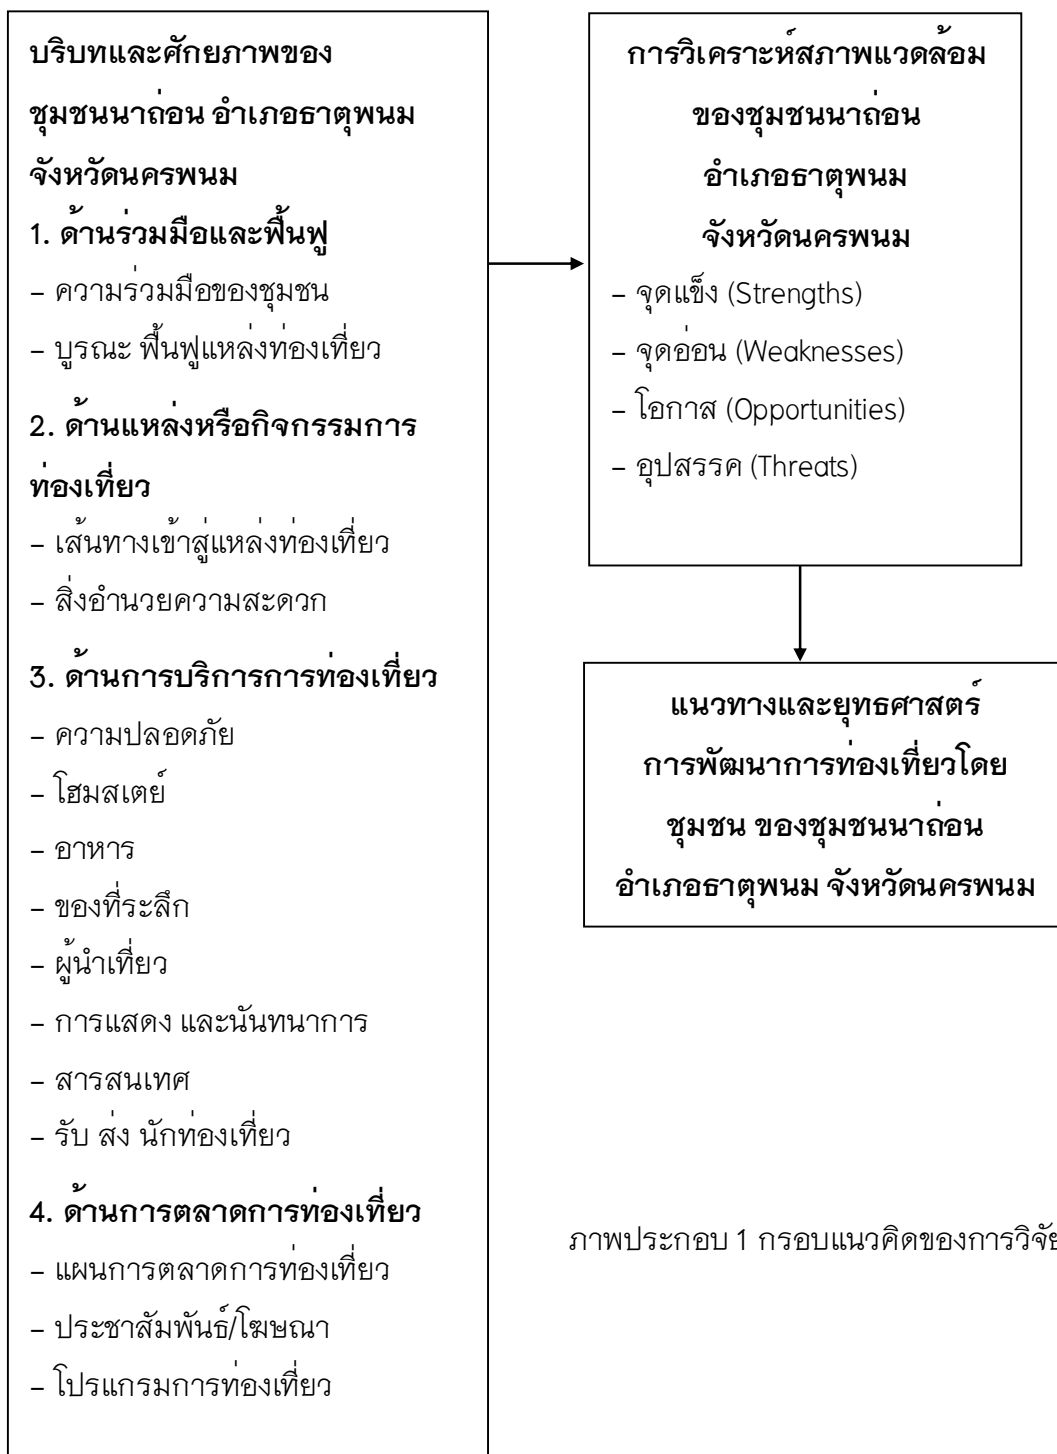 บริบทและศักยภาพของ
ชุมชนนาถ่อน อำเภอธาตุพนม
จังหวัดนครพนม
1. ด้านร่วมมือและฟื้นฟู
– ความร่วมมือของชุมชน
– บูรณะ ฟื้นฟูแหล่งท่องเที่ยว
2. ด้านแหล่งหรือกิจกรรมการ
ท่องเที่ยว
– เส้นทางเข้าสู่แหล่งท่องเที่ยว
– สิ่งอำนวยความสะดวก
3. ด้านการบริการการท่องเที่ยว
– ความปลอดภัย
– โฮมสเตย์
– อาหาร
– ของที่ระลึก
– ผู้นำเที่ยว
– การแสดง และนันทนาการ
– สารสนเทศ
– รับ ส่ง นักท่องเที่ยว
4. ด้านการตลาดการท่องเที่ยว
– แผนการตลาดการท่องเที่ยว
– ประชาสัมพันธ์/โฆษณา
– โปรแกรมการท่องเที่ยว
การวิเคราะห์สภาพแวดล้อม
ของชุมชนนาถ่อน
อำเภอธาตุพนม
จังหวัดนครพนม
– จุดแข็ง (Strengths)
– จุดอ่อน (Weaknesses)
– โอกาส (Opportunities)
– อุปสรรค (Threats)
แนวทางและยุทธศาสตร์
การพัฒนาการท่องเที่ยวโดย
ชุมชน ของชุมชนนาถ่อน
อำเภอธาตุพนม จังหวัดนครพนม
ภาพประกอบ 1 กรอบแนวคิดของการวิจัย